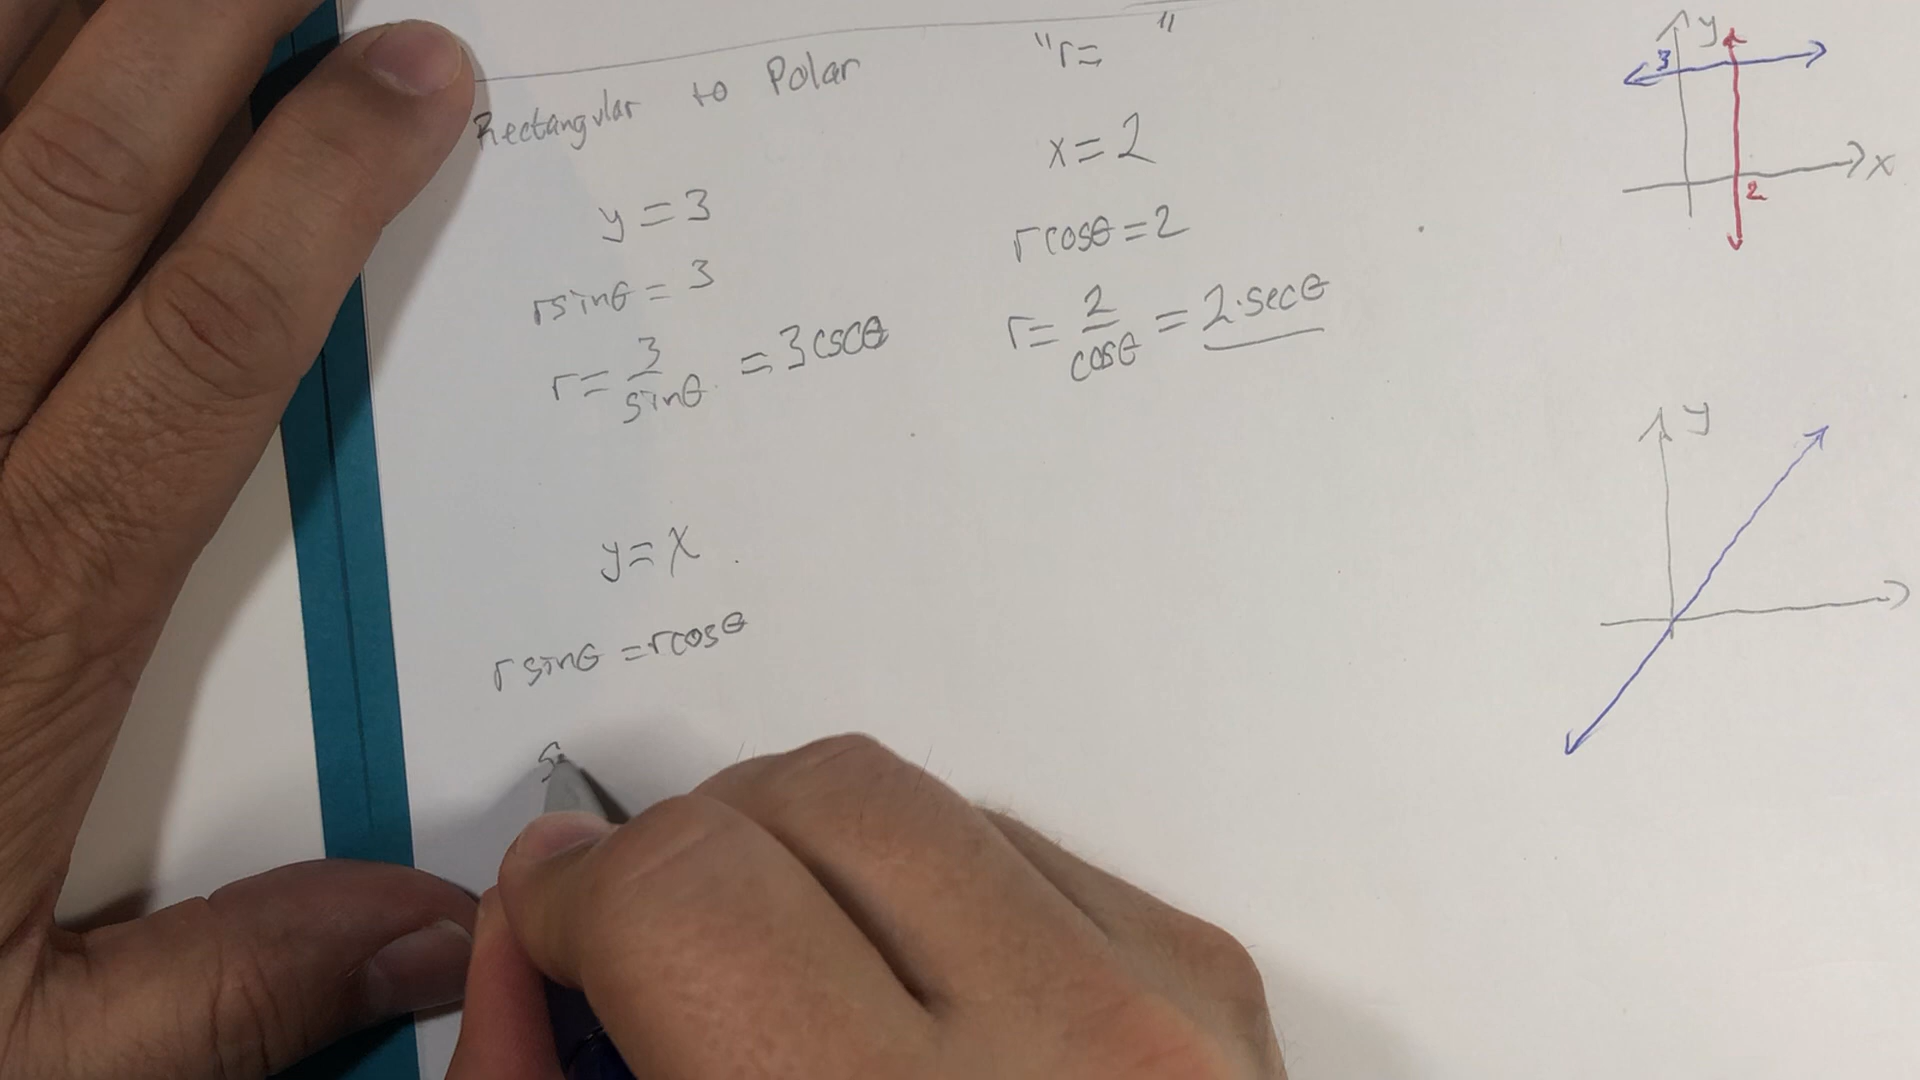 Rectangular to Polar
"r= "
y = 3
rsinθ = 3
r = 3/sinθ = 3cscθ
x = 2
rcosθ = 2
r = 2/cosθ = 2·secθ
y = x
r sinθ = rcosθ
s
y
3
x
2
y